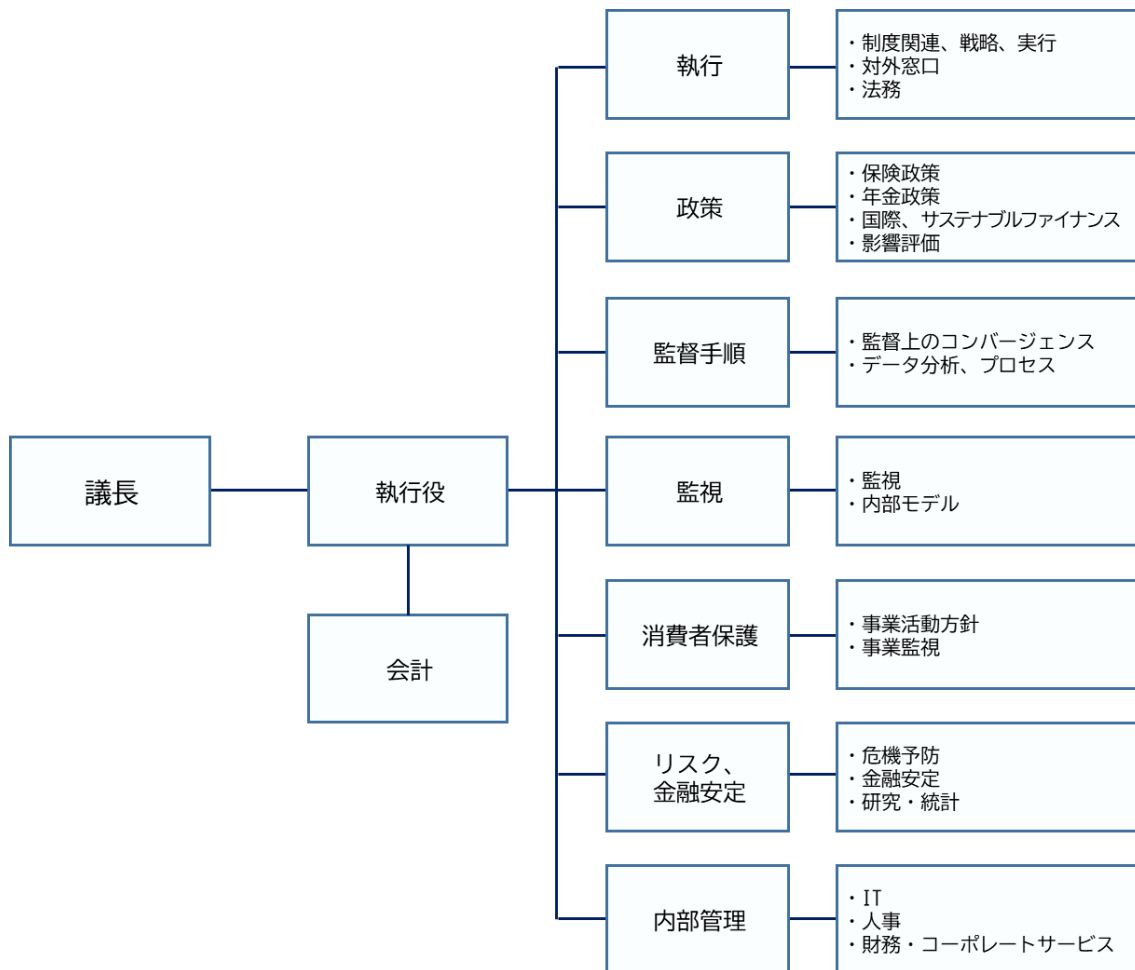 議長
執行役
会計
執行
・制度関連、戦略、実行
・対外窓口
・法務
政策
・保険政策
・年金政策
・国際、サステナブルファイナンス
・影響評価
監督手順
・監督上のコンバージェンス
・データ分析、プロセス
監視
・監視
・内部モデル
消費者保護
・事業活動方針
・事業監視
リスク、
金融安定
・危機予防
・金融安定
・研究・統計
内部管理
・IT
・人事
・財務・コーポレートサービス